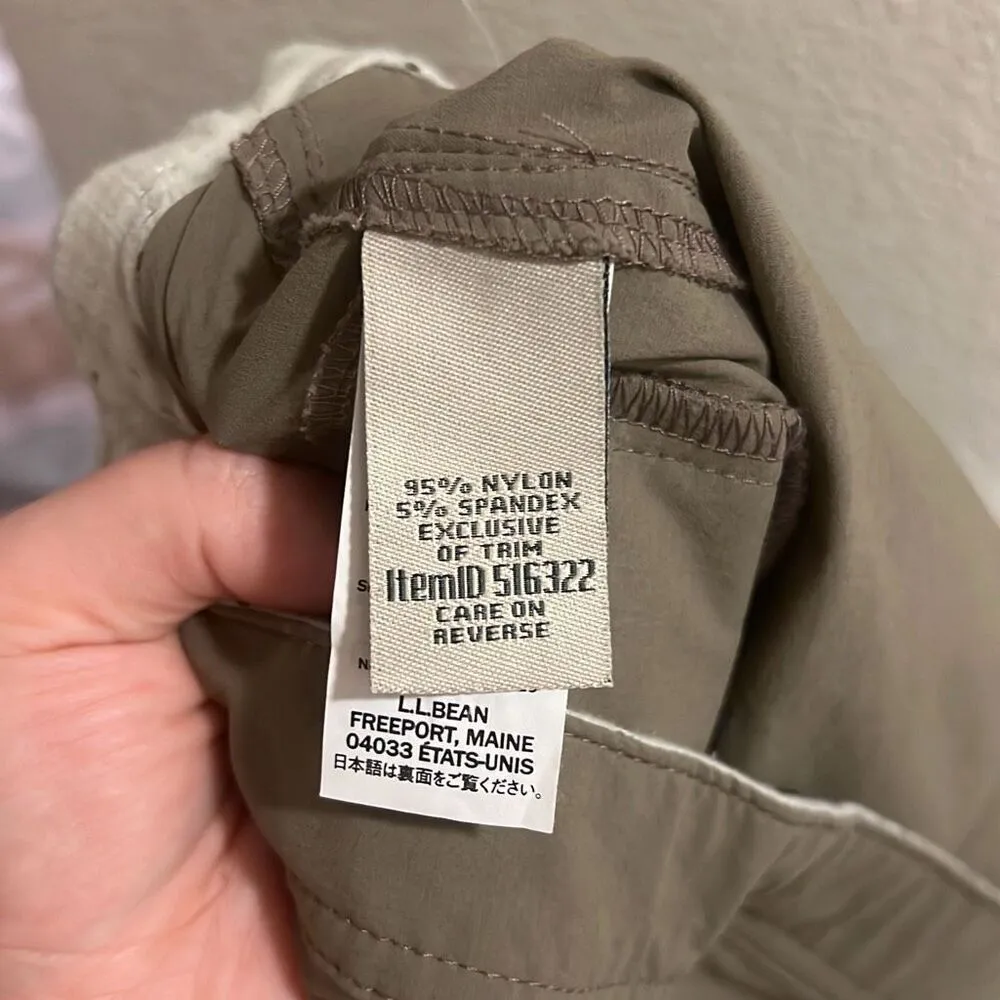 95% NYLON
5% SPANDEX
EXCLUSIVE
OF TRIM
ItemID 516322
CARE ON
REVERSE
L.L.BEAN
FREEPORT, MAINE
04033 ÉTATS-UNIS
日本語は裏面をご覧ください。